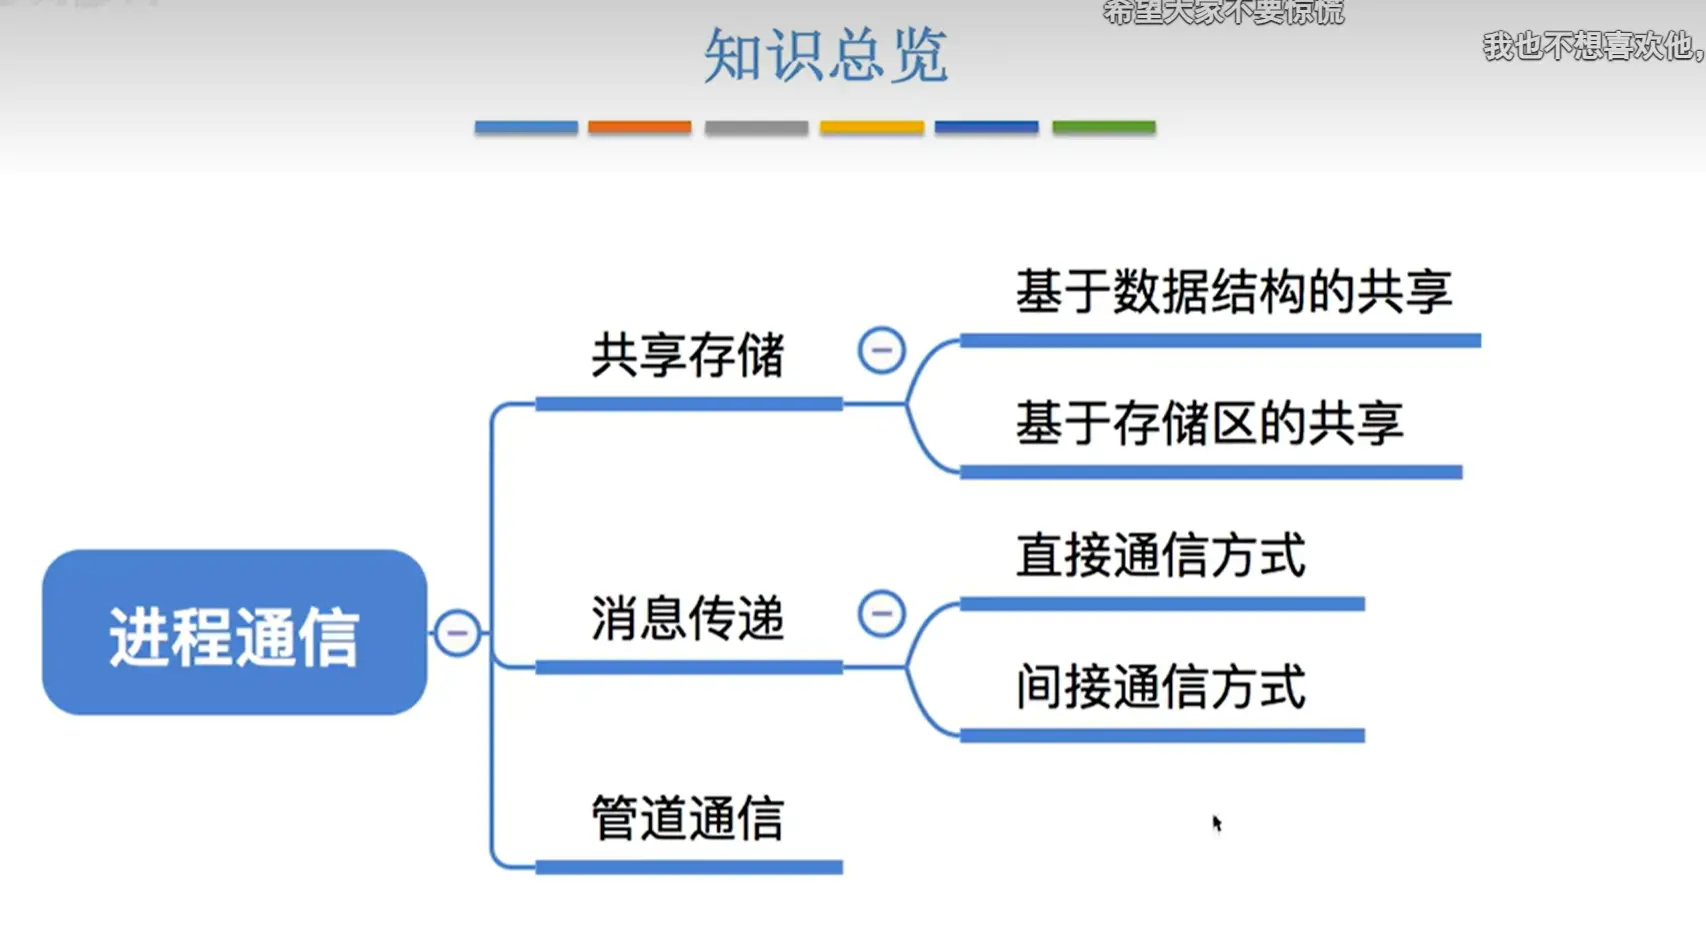 希望大家不要惊慌
我也不想喜欢他，
知识总览
进程通信
共享存储
基于数据结构的共享
基于存储区的共享
消息传递
直接通信方式
间接通信方式
管道通信